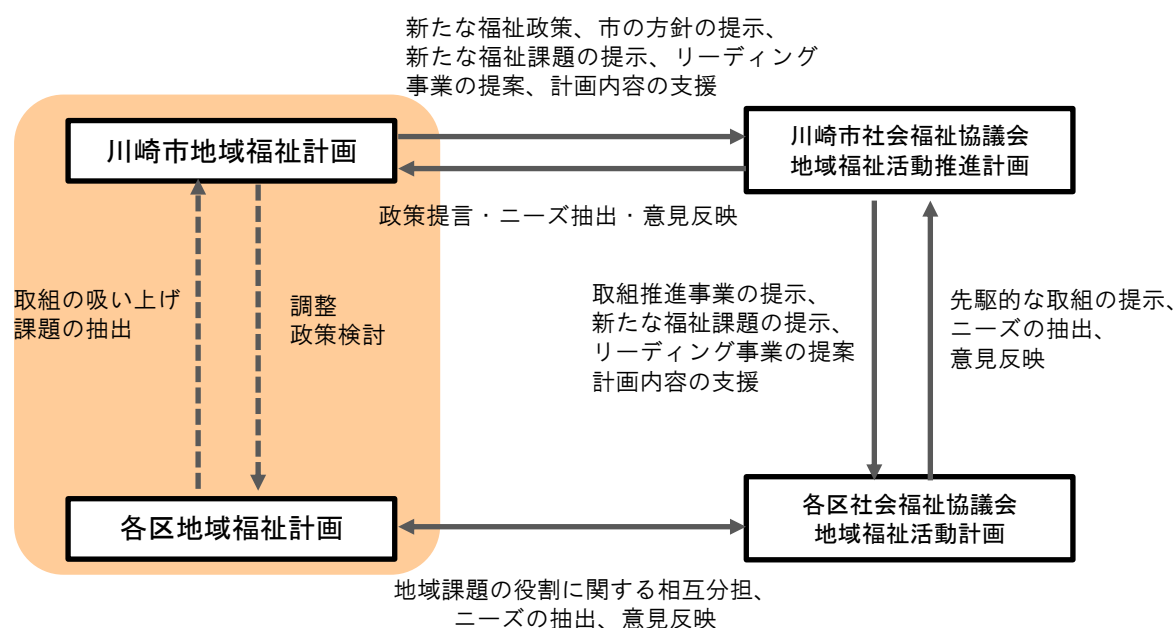 新たな福祉政策、市の方針の提示、
新たな福祉課題の提示、リーディング
事業の提案、計画内容の支援
川崎市地域福祉計画
川崎市社会福祉協議会
地域福祉活動推進計画
政策提言・ニーズ抽出・意見反映
取組の吸い上げ
課題の抽出
調整
政策検討
取組推進事業の提示、
新たな福祉課題の提示、
リーディング事業の提案
計画内容の支援
先駆的な取組の提示、
ニーズの抽出、
意見反映
各区地域福祉計画
各区社会福祉協議会
地域福祉活動計画
地域課題の役割に関する相互分担、
ニーズの抽出、意見反映